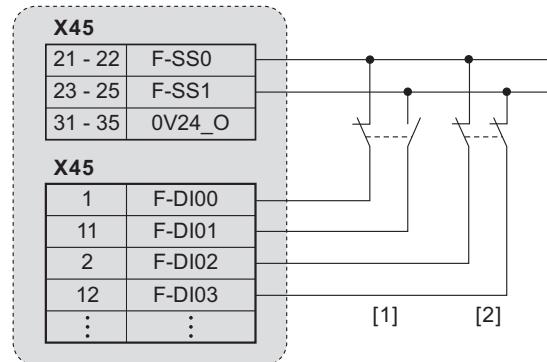 X45
21 - 22 F-SS0
23 - 25 F-SS1
31 - 35 0V24_O
X45
1 F-DI00
11 F-DI01
2 F-DI02
12 F-DI03
⋮ ⋮
[1] [2]